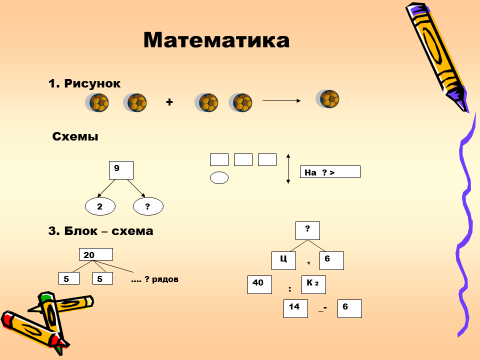 Математика
1. Рисунок
+
Схемы
9
2 ?
На ? >
3. Блок – схема
20
5 5 .... ? рядов
?
Ц * 6
40 : К 2
14 _- 6